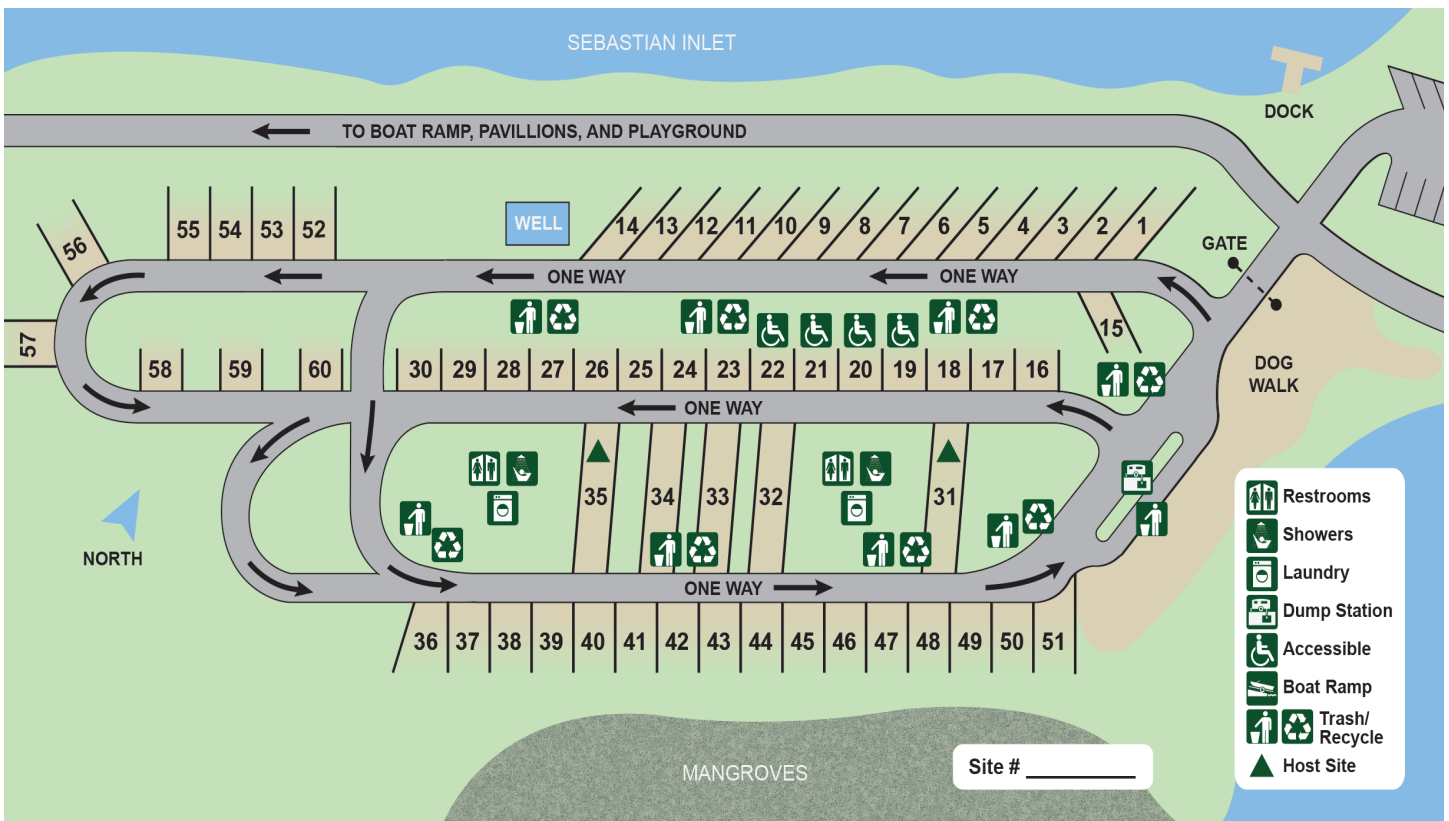 SEBASTIAN INLET
DOCK
TO BOAT RAMP, PAVILLIONS, AND PLAYGROUND
56
55
54
53
52
WELL
14
13
12
11
10
9
8
7
6
5
4
3
2
1
GATE
ONE WAY
ONE WAY
57
15
58
59
60
30
29
28
27
26
25
24
23
22
21
20
19
18
17
16
DOG
WALK
ONE WAY
35
34
33
32
31
NORTH
ONE WAY
36
37
38
39
40
41
42
43
44
45
46
47
48
49
50
51
Restrooms
Showers
Laundry
Dump Station
Accessible
Boat Ramp
Trash/
Recycle
Host Site
MANGROVES
Site # ___________